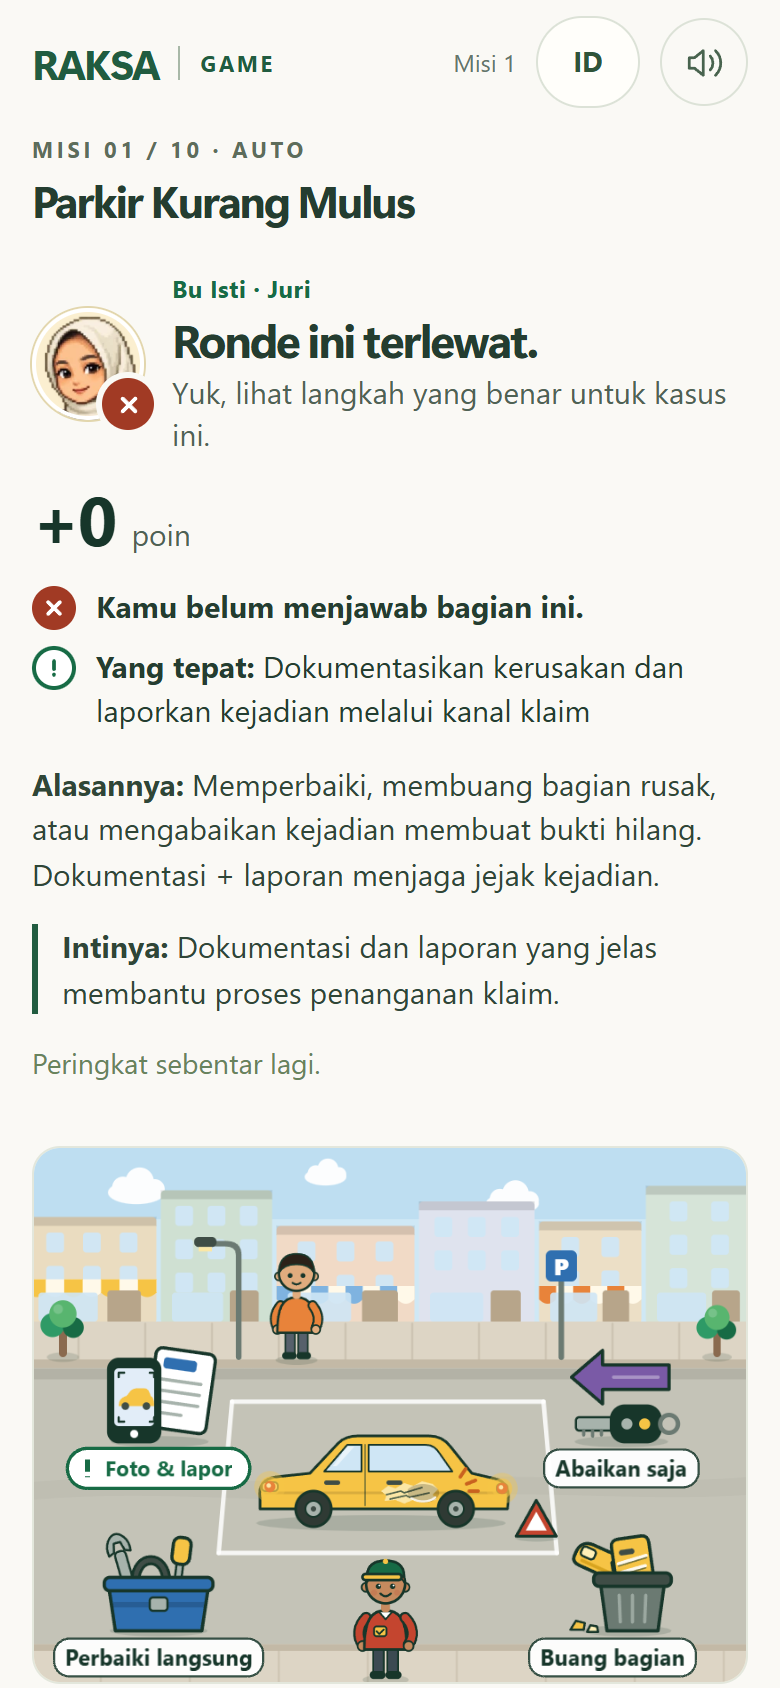 RAKSA GAME Misi 1 ID
MISI 01 / 10 · AUTO
Parkir Kurang Mulus
Bu Isti · Juri
Ronde ini terlewat.
Yuk, lihat langkah yang benar untuk kasus
ini.
+0 poin
Kamu belum menjawab bagian ini.
Yang tepat: Dokumentasikan kerusakan dan
laporkan kejadian melalui kanal klaim
Alasannya: Memperbaiki, membuang bagian rusak,
atau mengabaikan kejadian membuat bukti hilang.
Dokumentasi + laporan menjaga jejak kejadian.
Intinya: Dokumentasi dan laporan yang jelas
membantu proses penanganan klaim.
Peringkat sebentar lagi.
P
! Foto & lapor
Abaikan saja
Perbaiki langsung
Buang bagian